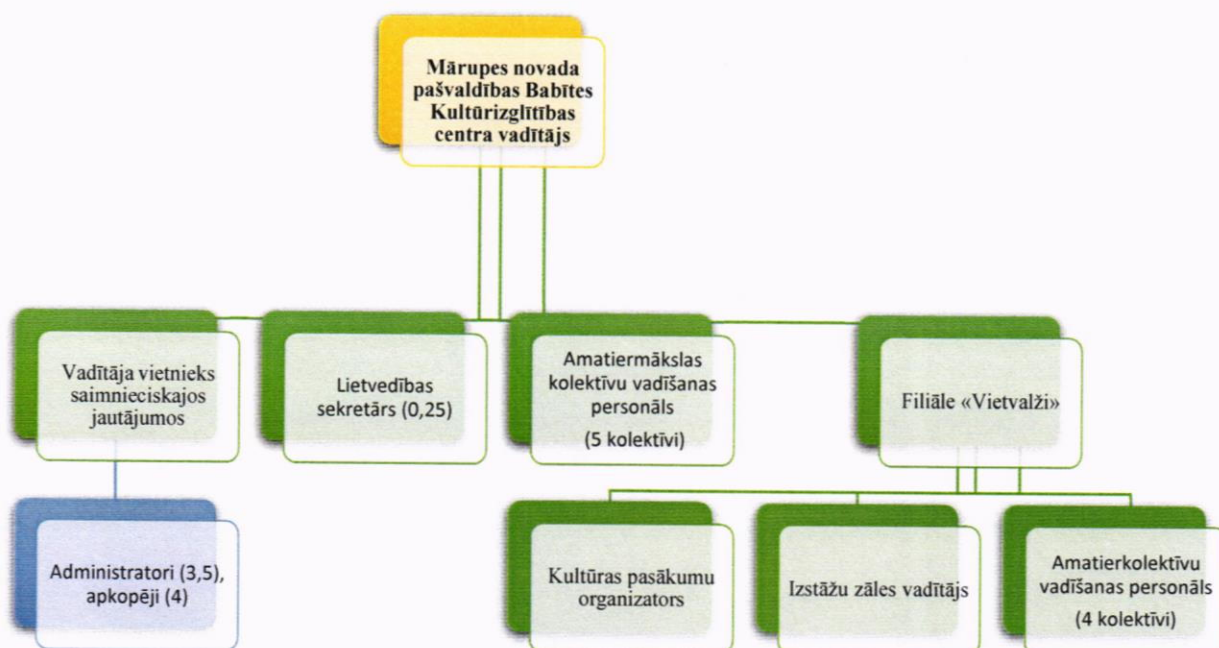 Mārupes novada
pašvaldības Babītes
Kultūrizglītības
centra vadītājs
Vadītāja vietnieks
saimnieciskajos
jautājumos
Lietvedības
sekretārs (0,25)
Amatiermākslas
kolektīvu vadīšanas
personāls
(5 kolektīvi)
Filiāle «Vietvalži»
Administratori (3,5),
apkopēji (4)
Kultūras pasākumu
organizators
Izstāžu zāles vadītājs
Amatierkolektīvu
vadīšanas personāls
(4 kolektīvi)